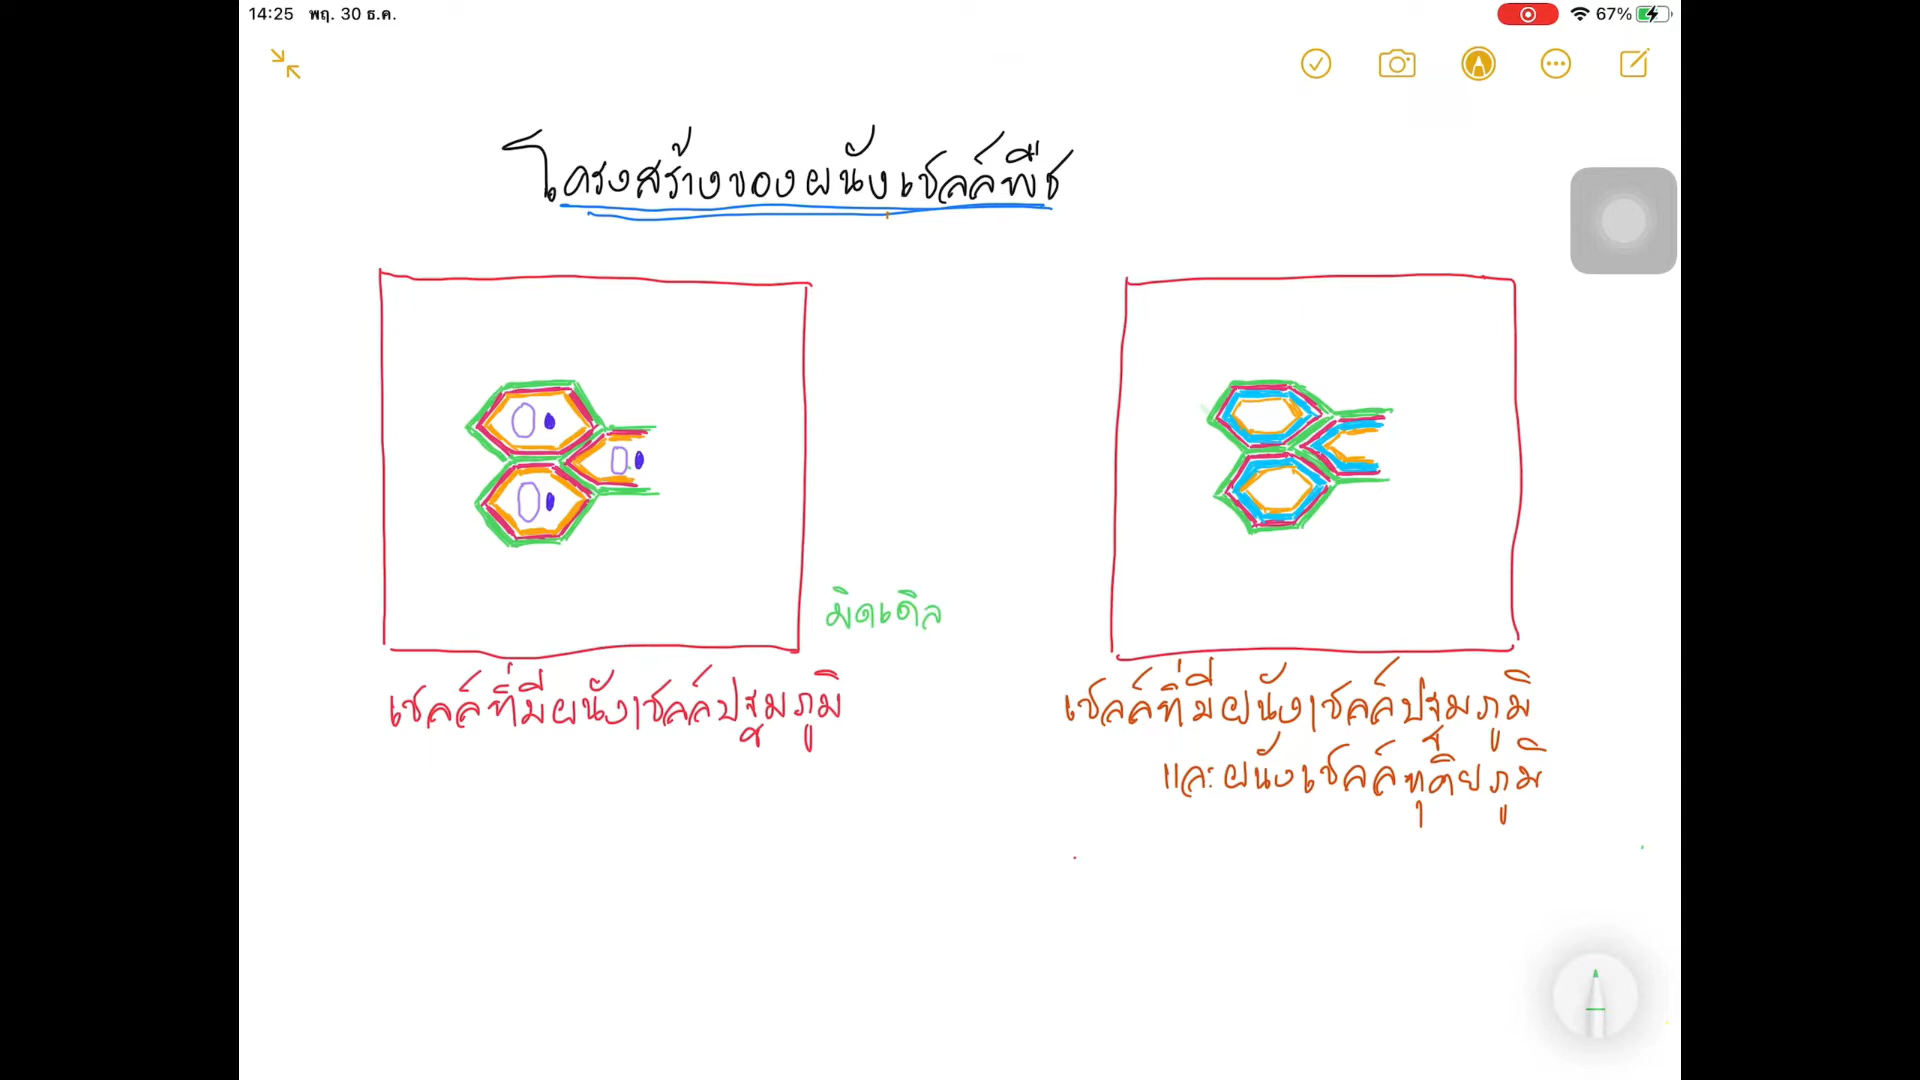 14:25 พฤ. 30 ธ.ค.
67%
โครงสร้างของผนังเซลล์พืช
มิดเดิล
เซลล์ที่มีผนังเซลล์ปฐมภูมิ
เซลล์ที่มีผนังเซลล์ปฐมภูมิ
และผนังเซลล์ทุติยภูมิ